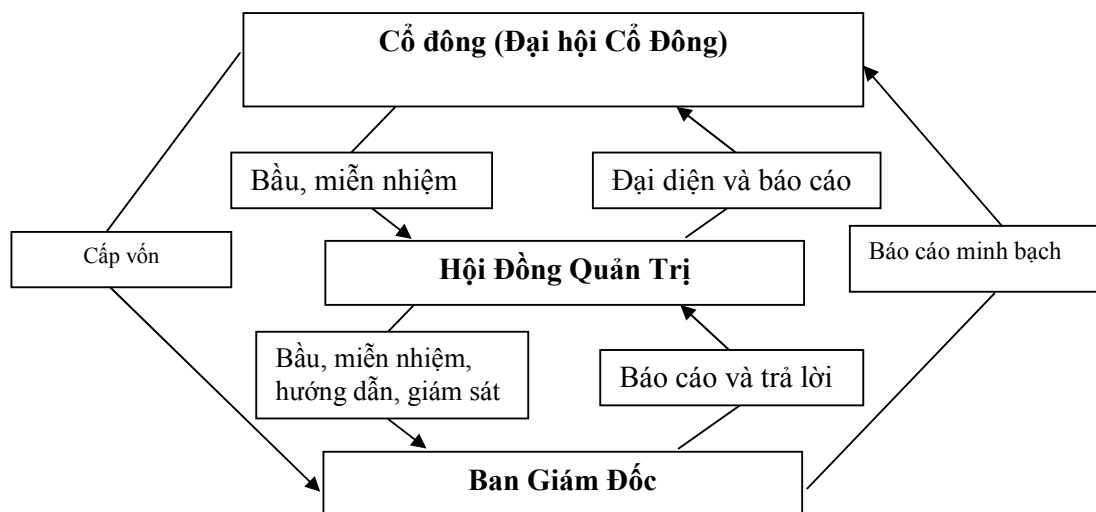 Cổ đông (Đại hội Cổ Đông)
Bầu, miễn nhiệm
Đại diện và báo cáo
Cấp vốn
Hội Đồng Quản Trị
Báo cáo minh bạch
Bầu, miễn nhiệm,
hướng dẫn, giám sát
Báo cáo và trả lời
Ban Giám Đốc